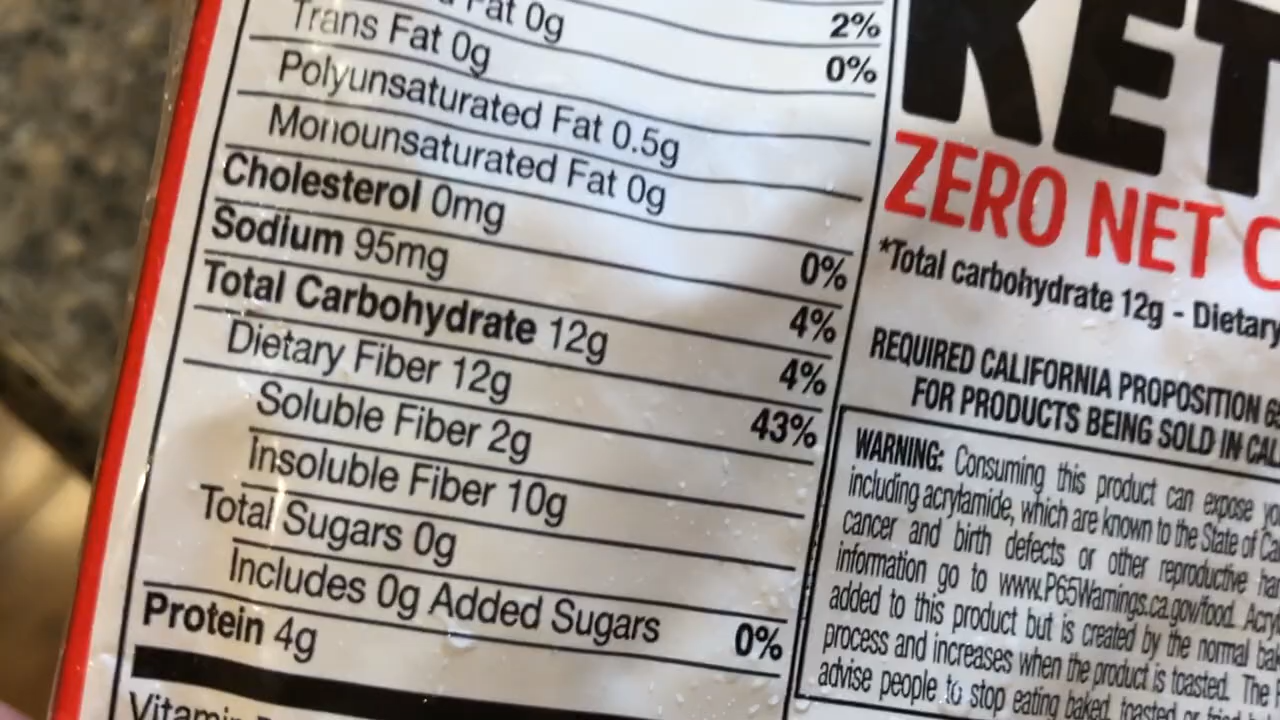 Fat 0g
2%
Trans Fat 0g
0%
Polyunsaturated Fat 0.5g
Monounsaturated Fat 0g
Cholesterol 0mg
0%
Sodium 95mg
4%
Total Carbohydrate 12g
4%
Dietary Fiber 12g
43%
Soluble Fiber 2g
Insoluble Fiber 10g
Total Sugars 0g
Includes 0g Added Sugars
0%
Protein 4g
KET
ZERO NET C
*Total carbohydrate 12g - Dietary
REQUIRED CALIFORNIA PROPOSITION 6
FOR PRODUCTS BEING SOLD IN CAL
WARNING: Consuming this product can expose yo
including acrylamide, which are known to the State of Ca
cancer and birth defects or other reproductive har
information go to www.P65Warnings.ca.gov/food. Acry
added to this product but is created by the normal bak
process and increases when the product is toasted. The
advise people to stop eating baked, toasted or fried